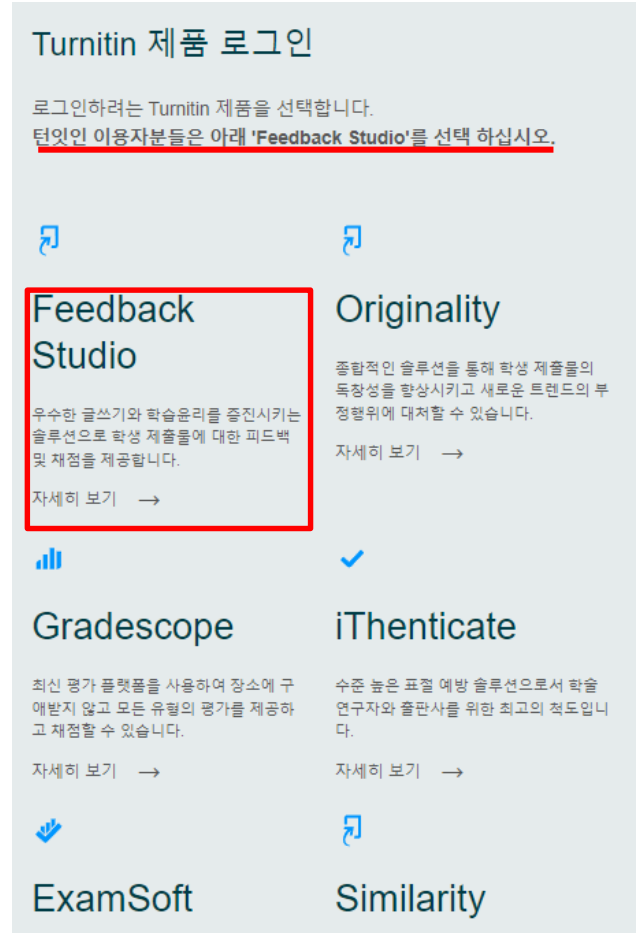 Turnitin 제품 로그인
로그인하려는 Turnitin 제품을 선택합니다.
턴잇인 이용자분들은 아래 'Feedback Studio'를 선택 하십시오.
Feedback
Studio
우수한 글쓰기와 학습윤리를 증진시키는
솔루션으로 학생 제출물에 대한 피드백
및 채점을 제공합니다.
자세히 보기 →
Originality
종합적인 솔루션을 통해 학생 제출물의
독창성을 향상시키고 새로운 트렌드의 부
정행위에 대처할 수 있습니다.
자세히 보기 →
Gradescope
최신 평가 플랫폼을 사용하여 장소에 구
애받지 않고 모든 유형의 평가를 제공하
고 채점할 수 있습니다.
자세히 보기 →
iThenticate
수준 높은 표절 예방 솔루션으로서 학술
연구자와 출판사를 위한 최고의 척도입니
다.
자세히 보기 →
ExamSoft
Similarity